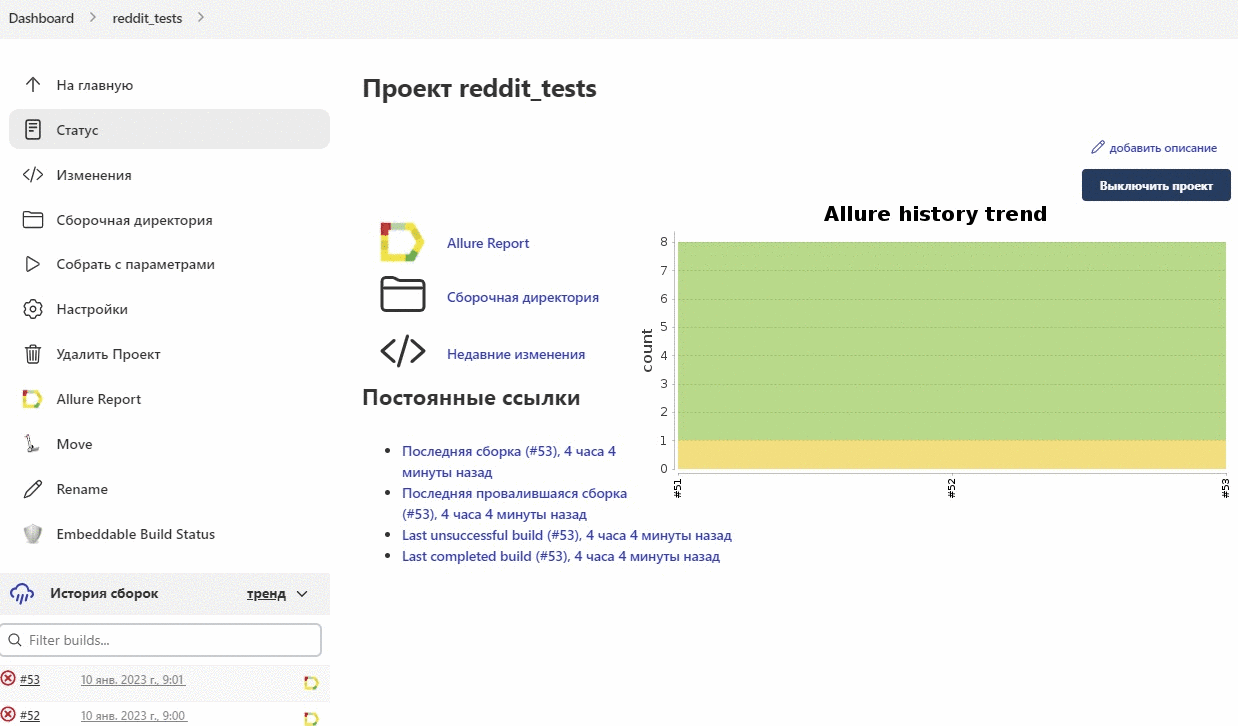 Dashboard
reddit_tests
На главную
Статус
Изменения
Сборочная директория
Собрать с параметрами
Настройки
Удалить Проект
Allure Report
Move
Rename
Embeddable Build Status
История сборок
тренд
Filter builds...
#53
10 янв. 2023 г., 9:01
#52
10 янв. 2023 г., 9:00
Проект reddit_tests
добавить описание
Выключить проект
Allure Report
Сборочная директория
Недавние изменения
Allure history trend
count
8
7
6
5
4
3
2
1
0
#51
#52
#53
Постоянные ссылки
Последняя сборка (#53), 4 часа 4
минуты назад
Последняя провалившаяся сборка
(#53), 4 часа 4 минуты назад
Last unsuccessful build (#53), 4 часа 4 минуты назад
Last completed build (#53), 4 часа 4 минуты назад